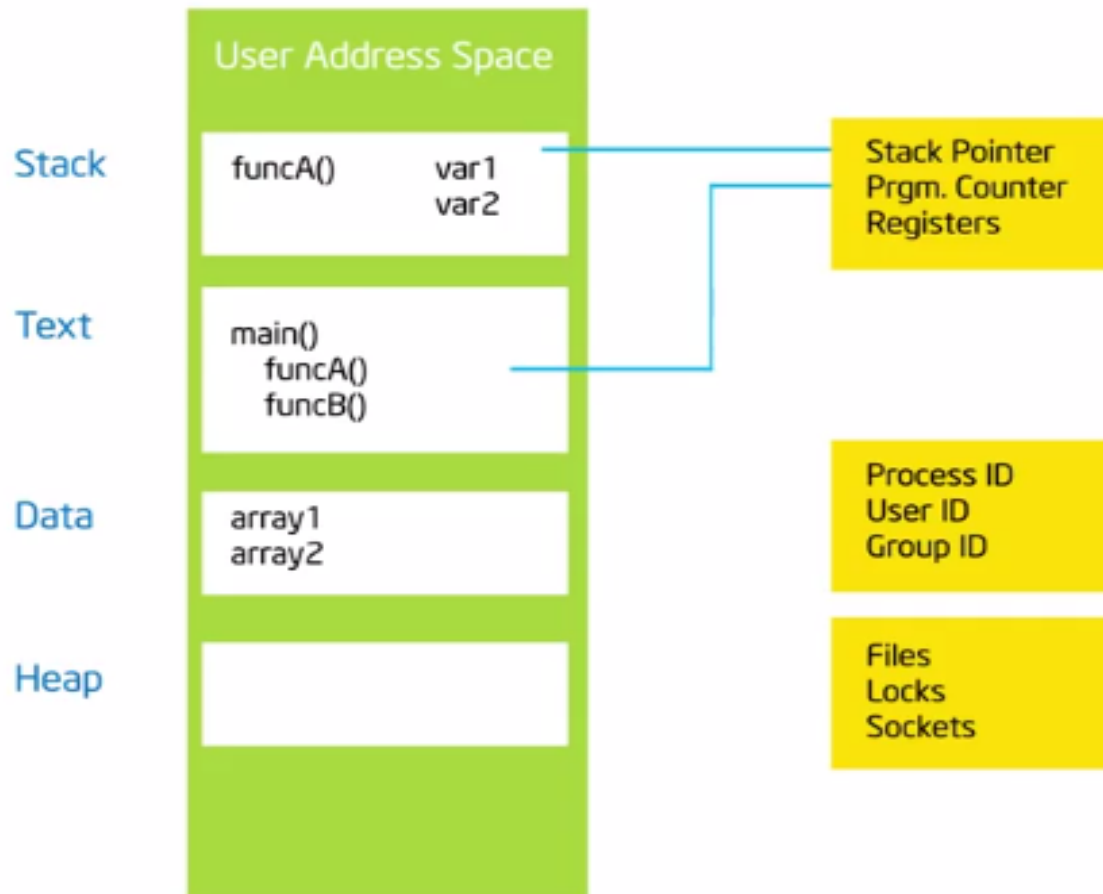 User Address Space
Stack
funcA() var1
var2
Stack Pointer
Prgm. Counter
Registers
Text
main()
funcA()
funcB()
Process ID
User ID
Group ID
Data
array1
array2
Heap
Files
Locks
Sockets